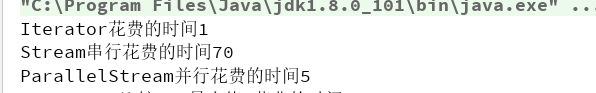 "C:\Program Files\Java\jdk1.8.0_101\bin\java.exe" ...
Iterator花费的时间1
Stream串行花费的时间70
ParallelStream并行花费的时间5